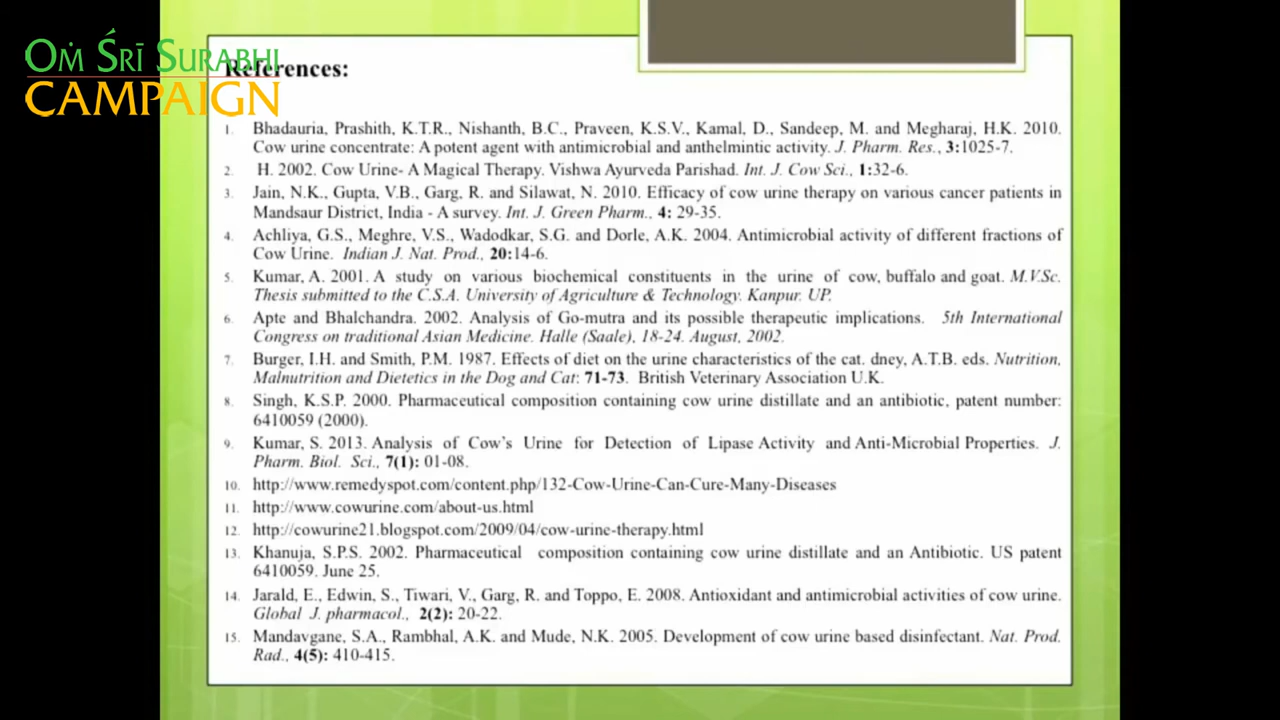 OṀ ŚRĪ SURABHI
CAMPAIGN
References:
1. Bhadauria, Prashith, K.T.R., Nishanth, B.C., Praveen, K.S.V., Kamal, D., Sandeep, M. and Megharaj, H.K. 2010.
Cow urine concentrate: A potent agent with antimicrobial and anthelmintic activity. J. Pharm. Res., 3:1025-7.
2. H. 2002. Cow Urine- A Magical Therapy. Vishwa Ayurveda Parishad. Int. J. Cow Sci., 1:32-6.
3. Jain, N.K., Gupta, V.B., Garg, R. and Silawat, N. 2010. Efficacy of cow urine therapy on various cancer patients in
Mandsaur District, India - A survey. Int. J. Green Pharm., 4: 29-35.
4. Achliya, G.S., Meghre, V.S., Wadodkar, S.G. and Dorle, A.K. 2004. Antimicrobial activity of different fractions of
Cow Urine. Indian J. Nat. Prod., 20:14-6.
5. Kumar, A. 2001. A study on various biochemical constituents in the urine of cow, buffalo and goat. M.V.Sc.
Thesis submitted to the C.S.A. University of Agriculture & Technology. Kanpur. UP.
6. Apte and Bhalchandra. 2002. Analysis of Go-mutra and its possible therapeutic implications. 5th International
Congress on traditional Asian Medicine. Halle (Saale), 18-24. August, 2002.
7. Burger, I.H. and Smith, P.M. 1987. Effects of diet on the urine characteristics of the cat. dney, A.T.B. eds. Nutrition,
Malnutrition and Dietetics in the Dog and Cat: 71-73. British Veterinary Association U.K.
8. Singh, K.S.P. 2000. Pharmaceutical composition containing cow urine distillate and an antibiotic, patent number:
6410059 (2000).
9. Kumar, S. 2013. Analysis of Cow's Urine for Detection of Lipase Activity and Anti-Microbial Properties. J.
Pharm. Biol. Sci., 7(1): 01-08.
10. http://www.remedyspot.com/content.php/132-Cow-Urine-Can-Cure-Many-Diseases
11. http://www.cowurine.com/about-us.html
12. http://cowurine21.blogspot.com/2009/04/cow-urine-therapy.html
13. Khanuja, S.P.S. 2002. Pharmaceutical composition containing cow urine distillate and an Antibiotic. US patent
6410059. June 25.
14. Jarald, E., Edwin, S., Tiwari, V., Garg, R. and Toppo, E. 2008. Antioxidant and antimicrobial activities of cow urine.
Global J. pharmacol., 2(2): 20-22.
15. Mandavgane, S.A., Rambhal, A.K. and Mude, N.K. 2005. Development of cow urine based disinfectant. Nat. Prod.
Rad., 4(5): 410-415.